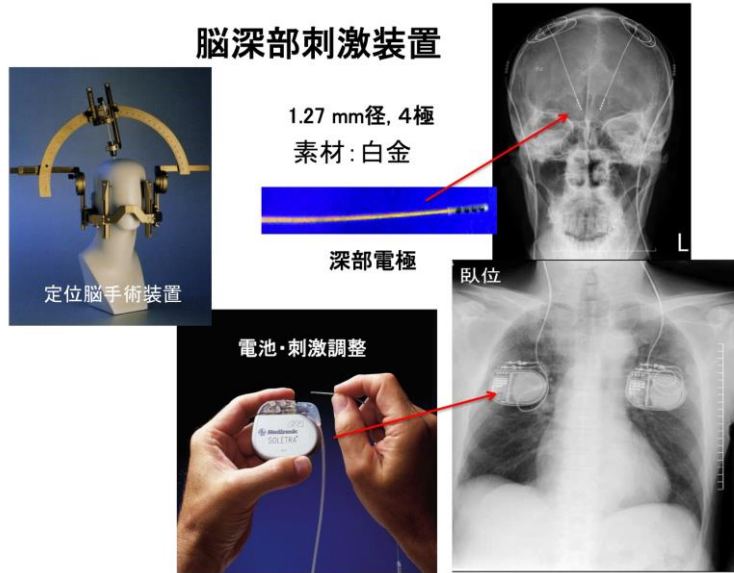 脳深部刺激装置
1.27 mm径, 4極
素材：白金
深部電極
定位脳手術装置
L
臥位
電池・刺激調整
Medtronic
SOLETRA